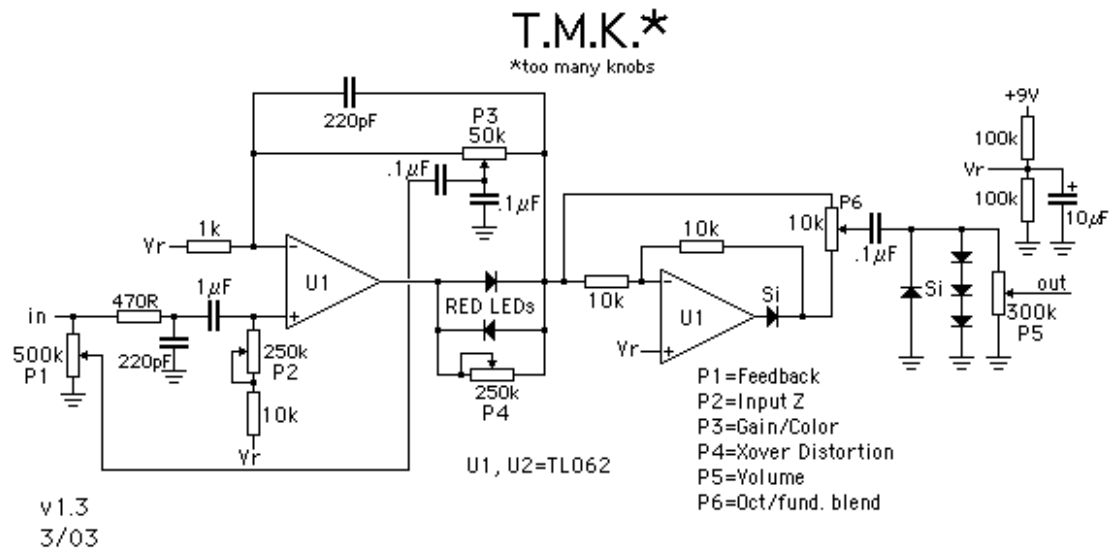 T.M.K.*
*too many knobs
220pF
P3
50k
.1µF
.1µF
+9V
100k
Vr
100k
+
10µF
P6
10k
.1µF
1k
Vr
−
+
U1
1µF
470R
in
500k
P1
220pF
250k
P2
10k
Vr
RED LEDs
250k
P4
10k
10k
−
+
U1
Vr
Si
Si
out
300k
P5
U1, U2=TL062
P1=Feedback
P2=Input Z
P3=Gain/Color
P4=Xover Distortion
P5=Volume
P6=Oct/fund. blend
v1.3
3/03